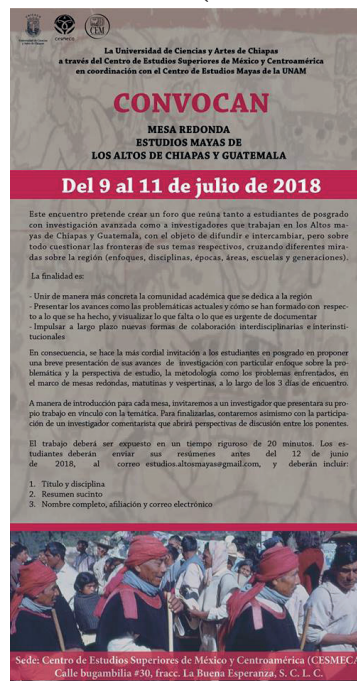 CESMECA
CEM
La Universidad de Ciencias y Artes de Chiapas
a través del Centro de Estudios Superiores de México y Centroamérica
en coordinación con el Centro de Estudios Mayas de la UNAM
CONVOCAN
MESA REDONDA
ESTUDIOS MAYAS DE
LOS ALTOS DE CHIAPAS Y GUATEMALA
Del 9 al 11 de julio de 2018
Este encuentro pretende crear un foro que reúna tanto a estudiantes de posgrado
con investigación avanzada como a investigadores que trabajan en los Altos ma-
yas de Chiapas y Guatemala, con el objeto de difundir e intercambiar, pero sobre
todo cuestionar las fronteras de sus temas respectivos, cruzando diferentes mira-
das sobre la región (enfoques, disciplinas, épocas, áreas, escuelas y generaciones).
La finalidad es:
- Unir de manera más concreta la comunidad académica que se dedica a la región
- Presentar los avances como las problemáticas actuales y cómo se han formado con respec-
to a lo que se ha hecho, y visualizar lo que falta o lo que es urgente de documentar
- Impulsar a largo plazo nuevas formas de colaboración interdisciplinarias e interinsti-
tucionales
En consecuencia, se hace la más cordial invitación a los estudiantes en posgrado en proponer
una breve presentación de sus avances de investigación con particular enfoque sobre la pro-
blemática y la perspectiva de estudio, la metodología como los problemas enfrentados, en
el marco de mesas redondas, matutinas y vespertinas, a lo largo de los 3 días de encuentro.
A manera de introducción para cada mesa, invitaremos a un investigador que presentara su pro-
pio trabajo en vínculo con la temática. Para finalizarlas, contaremos asimismo con la participa-
ción de un investigador comentarista que abrirá perspectivas de discusión entre los ponentes.
El trabajo deberá ser expuesto en un tiempo riguroso de 20 minutos. Los es-
tudiantes deberán enviar sus resúmenes antes del 12 de junio
de 2018, al correo estudios.altosmayas@gmail.com, y deberán incluir:
1. Título y disciplina
2. Resumen sucinto
3. Nombre completo, afiliación y correo electrónico
Sede: Centro de Estudios Superiores de México y Centroamérica (CESMECA
Calle bugambilia #30, fracc. La Buena Esperanza, S. C. L. C.